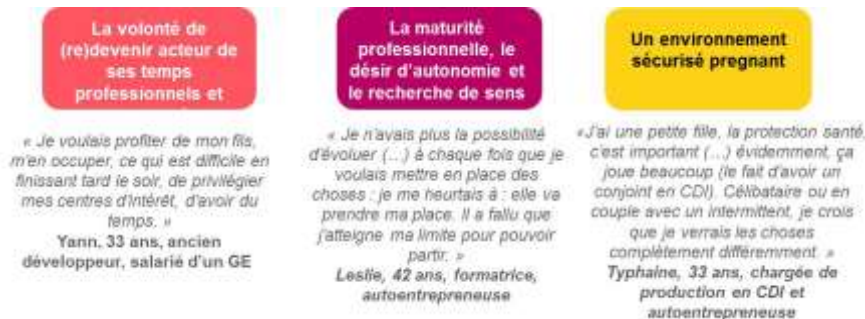 La volonté de
(re)devenir acteur de
ses temps
professionnels et
« Je voulais profiter de mon fils,
m'en occuper, ce qui est difficile en
finissant tard le soir, de privilégier
mes centres d'intérêt, d'avoir du
temps. »
Yann, 33 ans, ancien
développeur, salarié d'un GE
La maturité
professionnelle, le
désir d'autonomie et
le recherche de sens
« Je n'avais plus la possibilité
d'évoluer (…) à chaque fois que je
voulais mettre en place des
choses : je me heurtais à : elle va
prendre ma place. Il a fallu que
j'atteigne ma limite pour pouvoir
partir. »
Leslie, 42 ans, formatrice,
autoentrepreneuse
Un environnement
sécurisé pregnant
«J'ai une petite fille, la protection santé,
c'est important (…) évidemment, ça
joue beaucoup (le fait d'avoir un
conjoint en CDI). Célibataire ou en
couple avec un intermittent, je crois
que je verrais les choses
complètement différemment. »
Typhaine, 33 ans, chargée de
production en CDI et
autoentrepreneuse